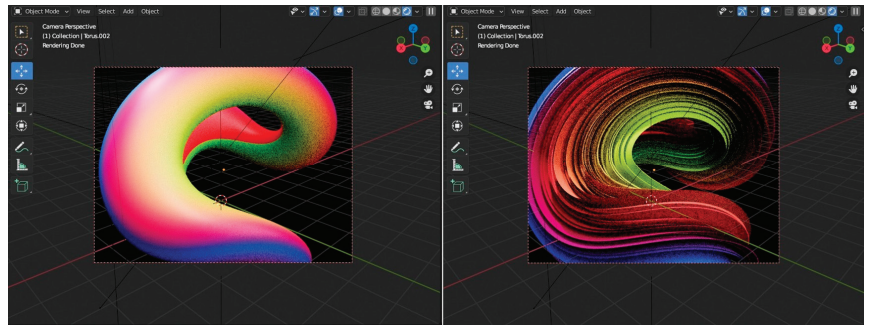 Object Mode View Select Add Object
Camera Perspective
(1) Collection | Torus.002
Rendering Done
Z
X
Y
Object Mode View Select Add Object
Camera Perspective
(1) Collection | Torus.002
Rendering Done
Z
X
Y